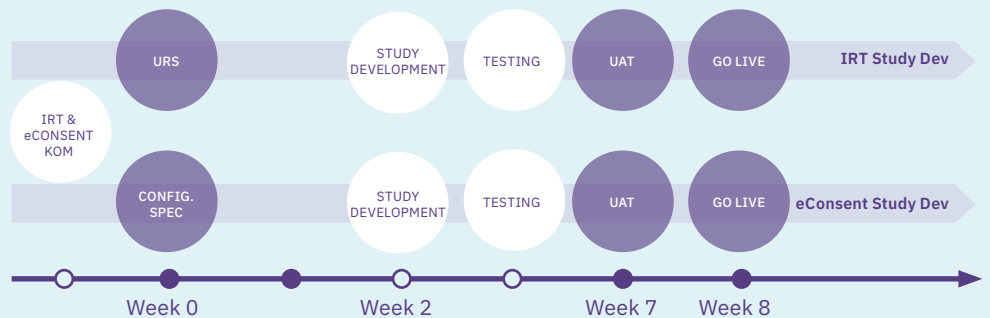 URS
STUDY
DEVELOPMENT
TESTING
UAT
GO LIVE
IRT Study Dev
IRT &
eCONSENT
KOM
CONFIG.
SPEC
STUDY
DEVELOPMENT
TESTING
UAT
GO LIVE
eConsent Study Dev
Week 0
Week 2
Week 7
Week 8